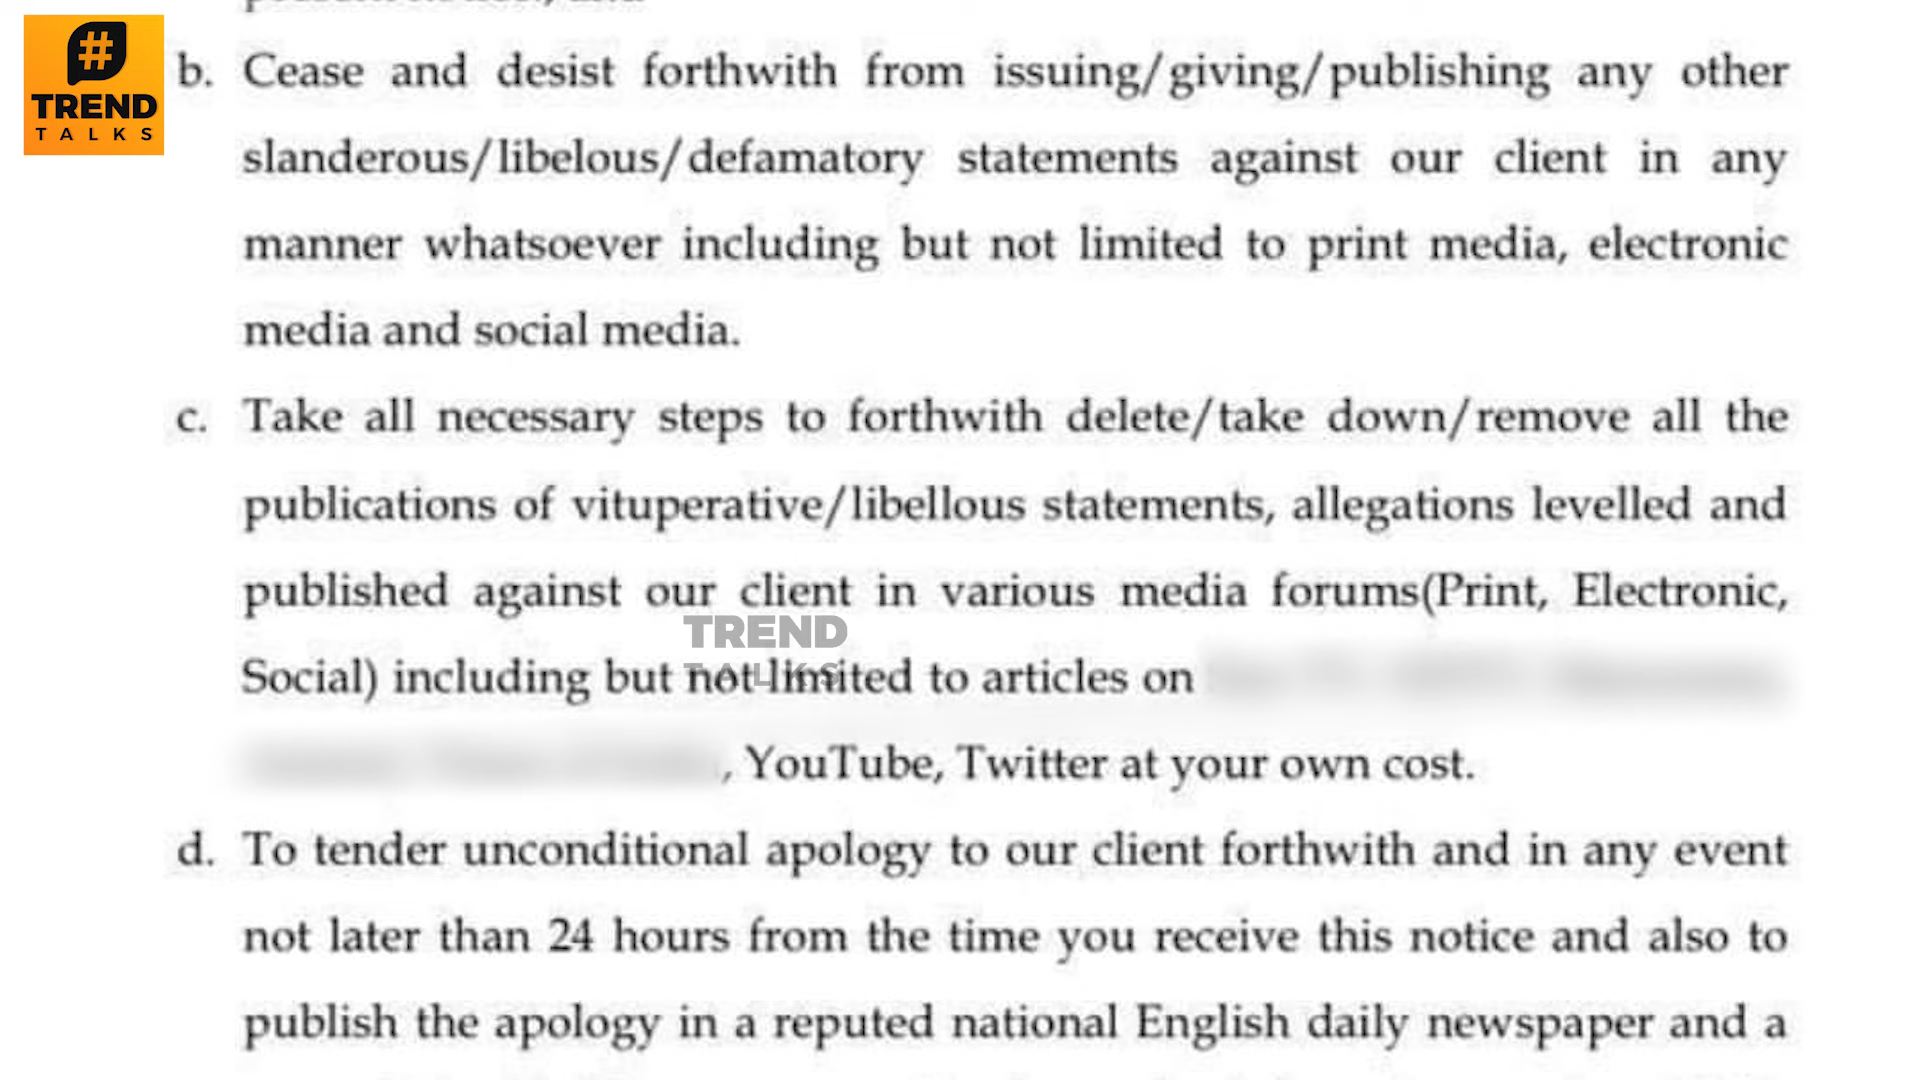 #
TREND
TALKS
b. Cease and desist forthwith from issuing/giving/publishing any other
slanderous/libelous/defamatory statements against our client in any
manner whatsoever including but not limited to print media, electronic
media and social media.
c. Take all necessary steps to forthwith delete/take down/remove all the
publications of vituperative/libellous statements, allegations levelled and
published against our client in various media forums(Print, Electronic,
TREND
TALKS
Social) including but not limited to articles on
, YouTube, Twitter at your own cost.
d. To tender unconditional apology to our client forthwith and in any event
not later than 24 hours from the time you receive this notice and also to
publish the apology in a reputed national English daily newspaper and a